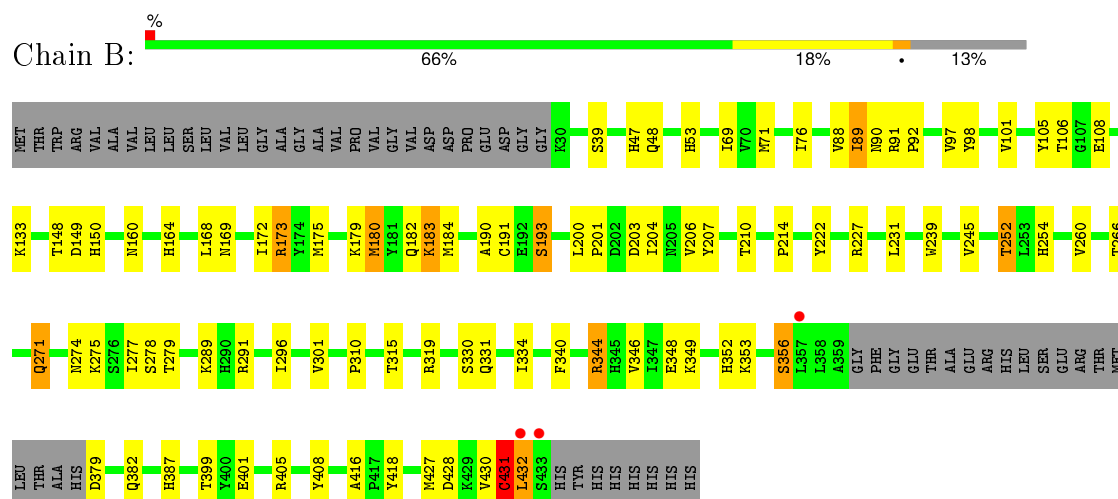 %
Chain B:
66% 18% • 13%
MET THR TRP ARG VAL ALA VAL LEU LEU SER LEU VAL LEU GLY ALA GLY ALA VAL PRO VAL GLY VAL ASP ASP PRO GLU ASP GLY GLY K30 S39 H47 Q48 H53 I69 V70 M71 I76 V88 I89 N90 R91 P92 V97 Y98 V101 Y105 T106 G107 E108
K133 T148 D149 H150 N160 H164 L168 N169 I172 R173 Y174 M175 K179 M180 Y181 Q182 K183 M184 A190 C191 E192 S193 L200 P201 D202 D203 I204 N205 V206 Y207 T210 P214 Y222 R227 L231 W239 V245 T252 L253 H254 V260 T266
Q271 N274 K275 S276 I277 S278 T279 K289 H290 R291 I296 V301 P310 T315 R319 S330 Q331 I334 F340 R344 H345 V346 I347 E348 K349 H352 K353 S356 L357 L358 A359 GLY PHE GLY GLU THR ALA GLU ARG HIS LEU SER GLU ARG THR MET
LEU THR ALA HIS D379 Q382 H387 T399 Y400 E401 R405 Y408 A416 P417 Y418 M427 D428 K429 V430 C431 L432 S433 HIS TYR HIS HIS HIS HIS HIS HIS HIS HIS